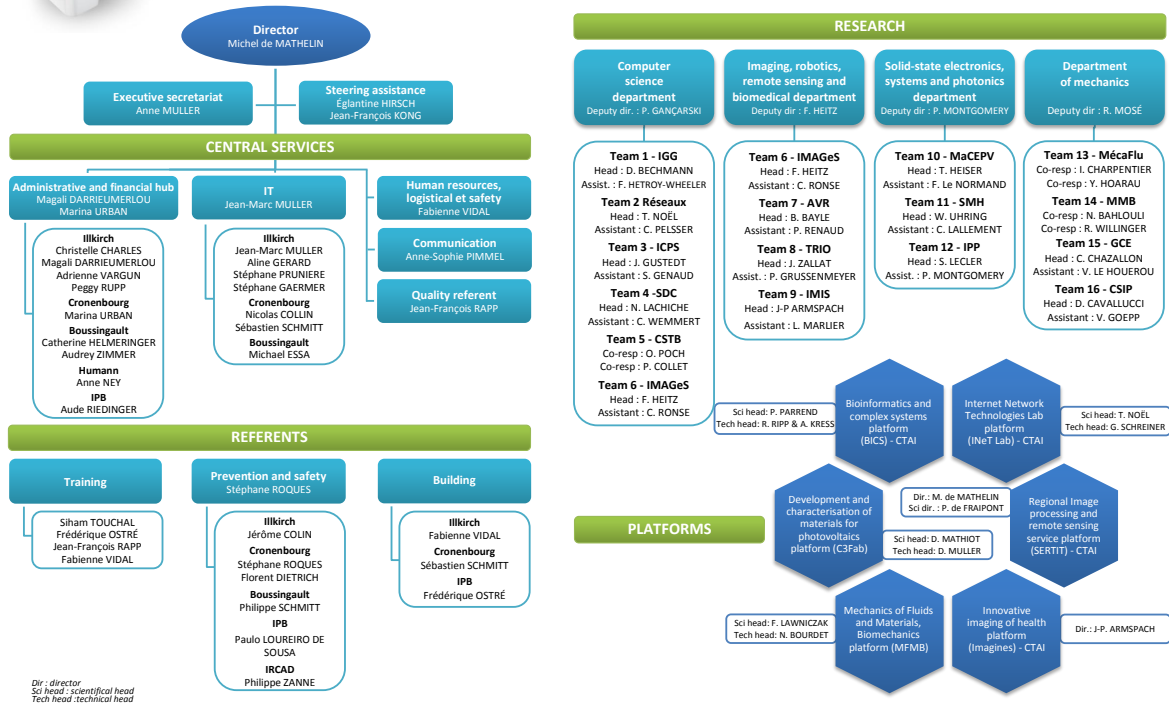 Director
Michel de MATHELIN
Executive secretariat
Anne MULLER
Steering assistance
Églantine HIRSCH
Jean-François KONG
CENTRAL SERVICES
Administrative and financial hub
Magali DARRIEUMERLOU
Marina URBAN
Illkirch
Christelle CHARLES
Magali DARRIEUMERLOU
Adrienne VARGUN
Peggy RUPP
Cronenbourg
Marina URBAN
Boussingault
Catherine HELMERINGER
Audrey ZIMMER
Humann
Anne NEY
IPB
Aude RIEDINGER
IT
Jean-Marc MULLER
Illkirch
Jean-Marc MULLER
Aline GERARD
Stéphane PRUNIERE
Stéphane GAERMER
Cronenbourg
Nicolas COLLIN
Sébastien SCHMITT
Boussingault
Michael ESSA
Human resources,
logistical et safety
Fabienne VIDAL
Communication
Anne-Sophie PIMMEL
Quality referent
Jean-François RAPP
REFERENTS
Training
Siham TOUCHAL
Frédérique OSTRÉ
Jean-François RAPP
Fabienne VIDAL
Prevention and safety
Stéphane ROQUES
Illkirch
Jérôme COLIN
Cronenbourg
Stéphane ROQUES
Florent DIETRICH
Boussingault
Philippe SCHMITT
IPB
Paulo LOUREIRO DE
SOUSA
IRCAD
Philippe ZANNE
Building
Illkirch
Fabienne VIDAL
Cronenbourg
Sébastien SCHMITT
IPB
Frédérique OSTRÉ
Dir : director
Sci head : scientifical head
Tech head :technical head
RESEARCH
Computer
science
department
Deputy dir. : P. GANÇARSKI
Team 1 - IGG
Head : D. BECHMANN
Assist. : F. HETROY-WHEELER
Team 2 Réseaux
Head : T. NOËL
Assistant : C. PELSSER
Team 3 - ICPS
Head : J. GUSTEDT
Assistant : S. GENAUD
Team 4 -SDC
Head : N. LACHICHE
Assistant : C. WEMMERT
Team 5 - CSTB
Co-resp : O. POCH
Co-resp : P. COLLET
Team 6 - IMAGeS
Head : F. HEITZ
Assistant : C. RONSE
Imaging, robotics,
remote sensing and
biomedical department
Deputy dir : F. HEITZ
Team 6 - IMAGeS
Head : F. HEITZ
Assistant : C. RONSE
Team 7 - AVR
Head : B. BAYLE
Assistant : P. RENAUD
Team 8 - TRIO
Head : J. ZALLAT
Assist. : P. GRUSSENMEYER
Team 9 - IMIS
Head : J-P ARMSPACH
Assistant : L. MARLIER
Solid-state electronics,
systems and photonics
department
Deputy dir : P. MONTGOMERY
Team 10 - MaCEPV
Head : T. HEISER
Assistant : F. Le NORMAND
Team 11 - SMH
Head : W. UHRING
Assistant : C. LALLEMENT
Team 12 - IPP
Head : S. LECLER
Assist. : P. MONTGOMERY
Department
of mechanics
Deputy dir : R. MOSÉ
Team 13 - MécaFlu
Co-resp : I. CHARPENTIER
Co-resp : Y. HOARAU
Team 14 - MMB
Co-resp : N. BAHLOULI
Co-resp : R. WILLINGER
Team 15 - GCE
Head : C. CHAZALLON
Assistant : V. LE HOUEROU
Team 16 - CSIP
Head : D. CAVALLUCCI
Assistant : V. GOEPP
PLATFORMS
Sci head: P. PARREND
Tech head: R. RIPP & A. KRESS
Bioinformatics and
complex systems
platform
(BICS) - CTAI
Internet Network
Technologies Lab
platform
(INeT Lab) - CTAI
Sci head: T. NOËL
Tech head: G. SCHREINER
Development and
characterisation of
materials for
photovoltaics
platform (C3Fab)
Dir.: M. de MATHELIN
Sci dir. : P. de FRAIPONT
Sci head: D. MATHIOT
Tech head: D. MULLER
Regional Image
processing and
remote sensing
service platform
(SERTIT) - CTAI
Sci head: F. LAWNICZAK
Tech head: N. BOURDET
Mechanics of Fluids
and Materials,
Biomechanics
platform (MFMB)
Innovative
imaging of health
platform
(Imagines) - CTAI
Dir.: J-P. ARMSPACH